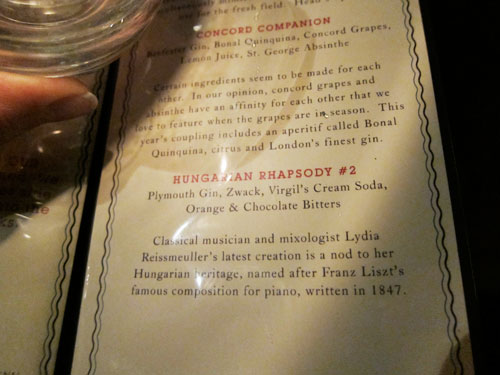 use for the fresh field.
CONCORD COMPANION
Beefeater Gin, Bonal Quinquina, Concord Grapes,
Lemon Juice, St. George Absinthe
Certain ingredients seem to be made for each
other. In our opinion, concord grapes and
absinthe have an affinity for each other that we
love to feature when the grapes are in season. This
year's coupling includes an aperitif called Bonal
Quinquina, citrus and London's finest gin.
HUNGARIAN RHAPSODY #2
Plymouth Gin, Zwack, Virgil's Cream Soda,
Orange & Chocolate Bitters
Classical musician and mixologist Lydia
Reissmeuller's latest creation is a nod to her
Hungarian heritage, named after Franz Liszt's
famous composition for piano, written in 1847.